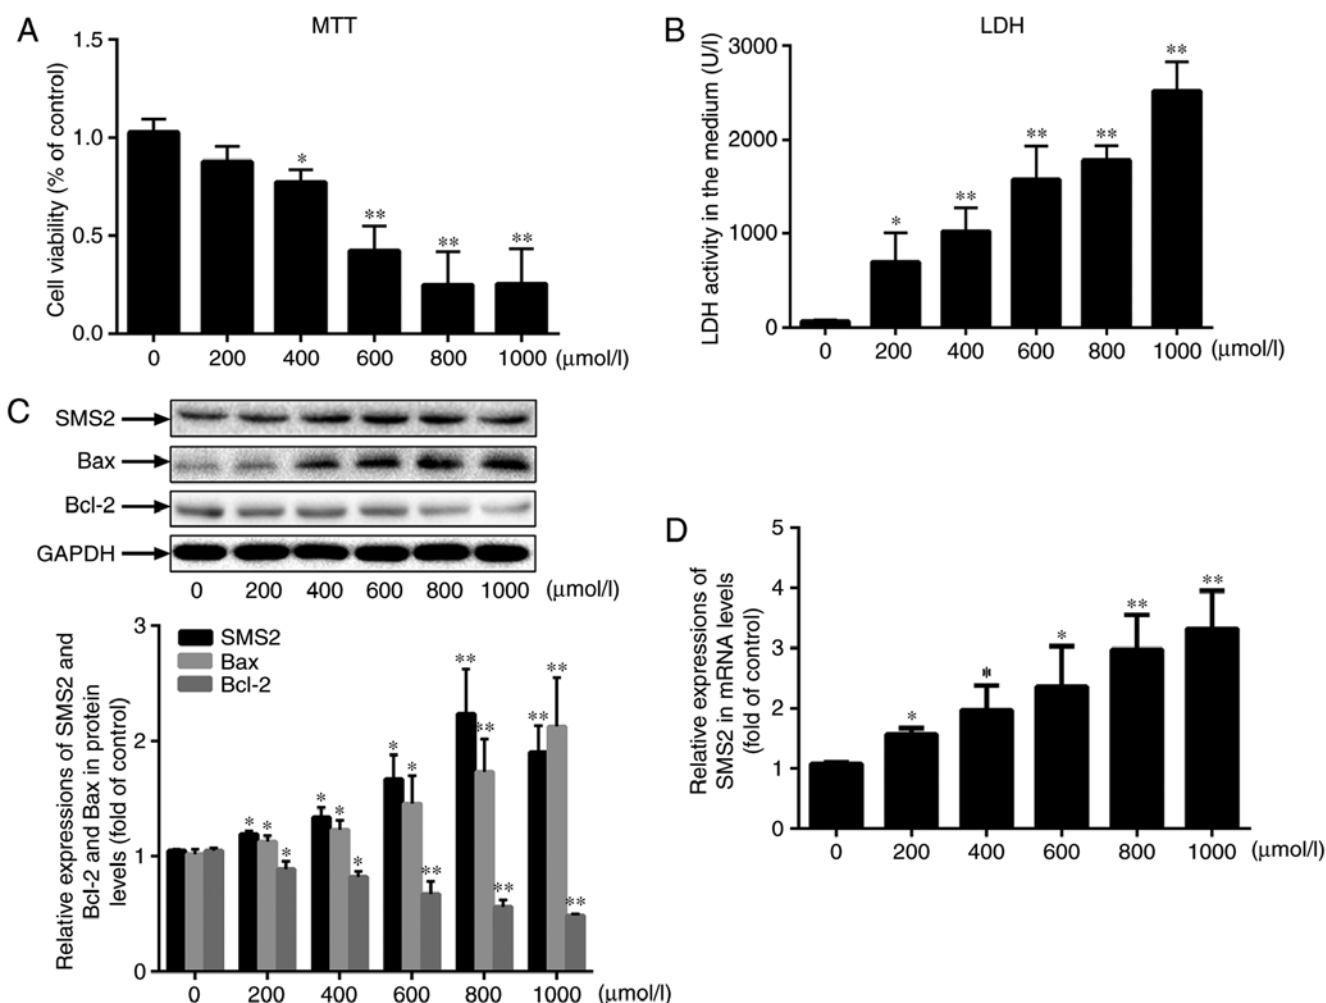 A
MTT
Cell viability (% of control)
1.5
1.0
0.5
0.0
*
**
**
**
0 200 400 600 800 1000 (μmol/l)
B
LDH
LDH activity in the medium (U/l)
3000
2000
1000
0
*
**
**
**
**
0 200 400 600 800 1000 (μmol/l)
C
SMS2
Bax
Bcl-2
GAPDH
0 200 400 600 800 1000 (μmol/l)
Relative expressions of SMS2 and
Bcl-2 and Bax in protein
levels (fold of control)
3
2
1
0
SMS2
Bax
Bcl-2
* * *
* * *
* * **
** ** **
** ** **
0 200 400 600 800 1000 (μmol/l)
D
Relative expressions of
SMS2 in mRNA levels
(fold of control)
5
4
3
2
1
0
*
*
*
**
**
0 200 400 600 800 1000 (μmol/l)